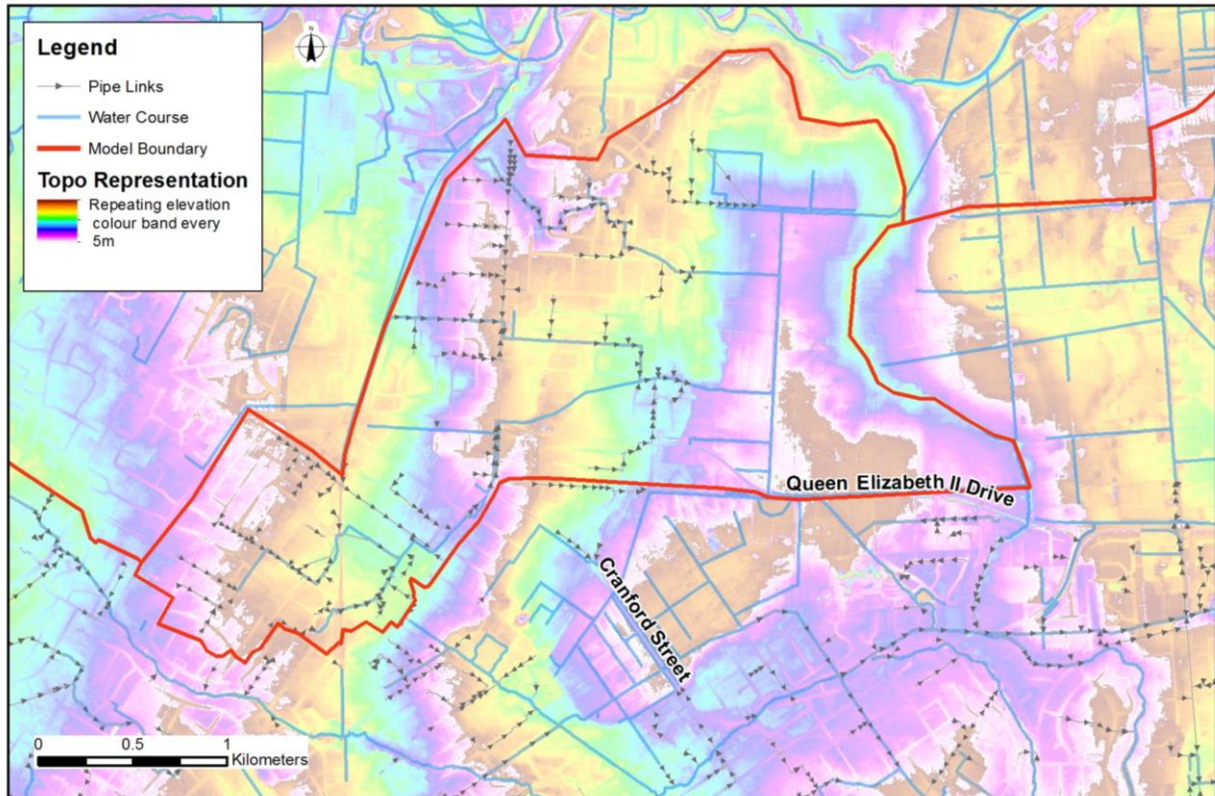 Legend
N
Pipe Links
Water Course
Model Boundary
Topo Representation
Repeating elevation
colour band every
5m
Queen Elizabeth II Drive
Cranford Street
0 0.5 1
Kilometers